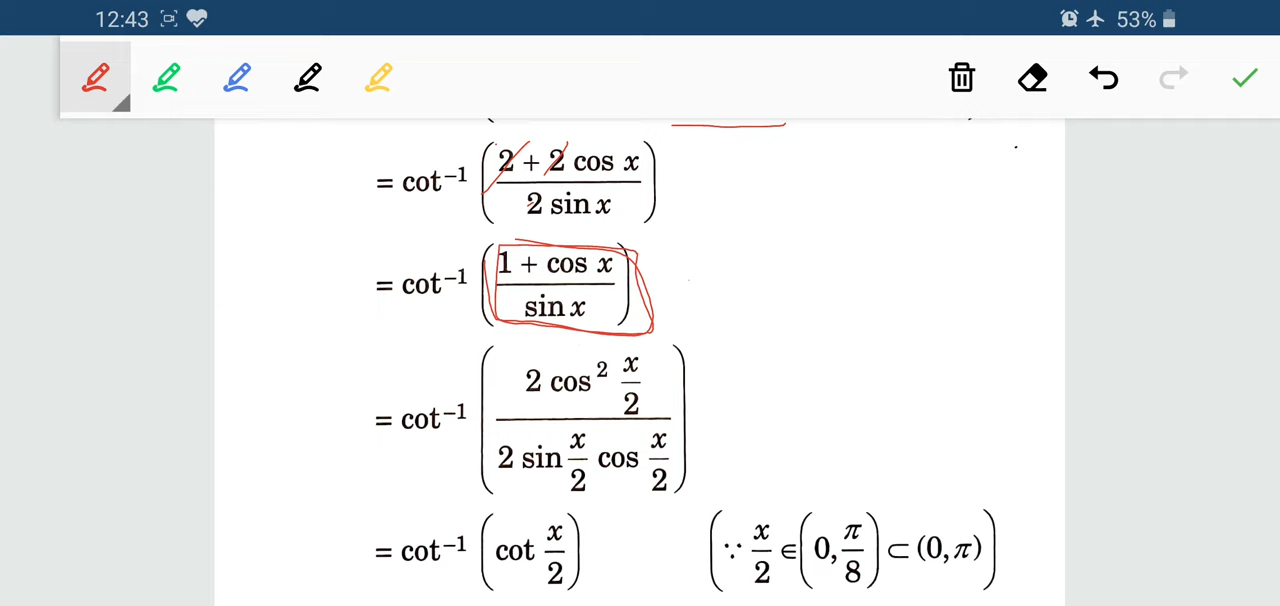 12:43 53%
= cot⁻¹ ( (2 + 2 cos x) / (2 sin x) )
= cot⁻¹ ( (1 + cos x) / (sin x) )
= cot⁻¹ ( (2 cos² x/2) / (2 sin x/2 cos x/2) )
= cot⁻¹ ( cot x/2 ) ( ∵ x/2 ∈ ( 0, π/8 ) ⊂ (0, π) )